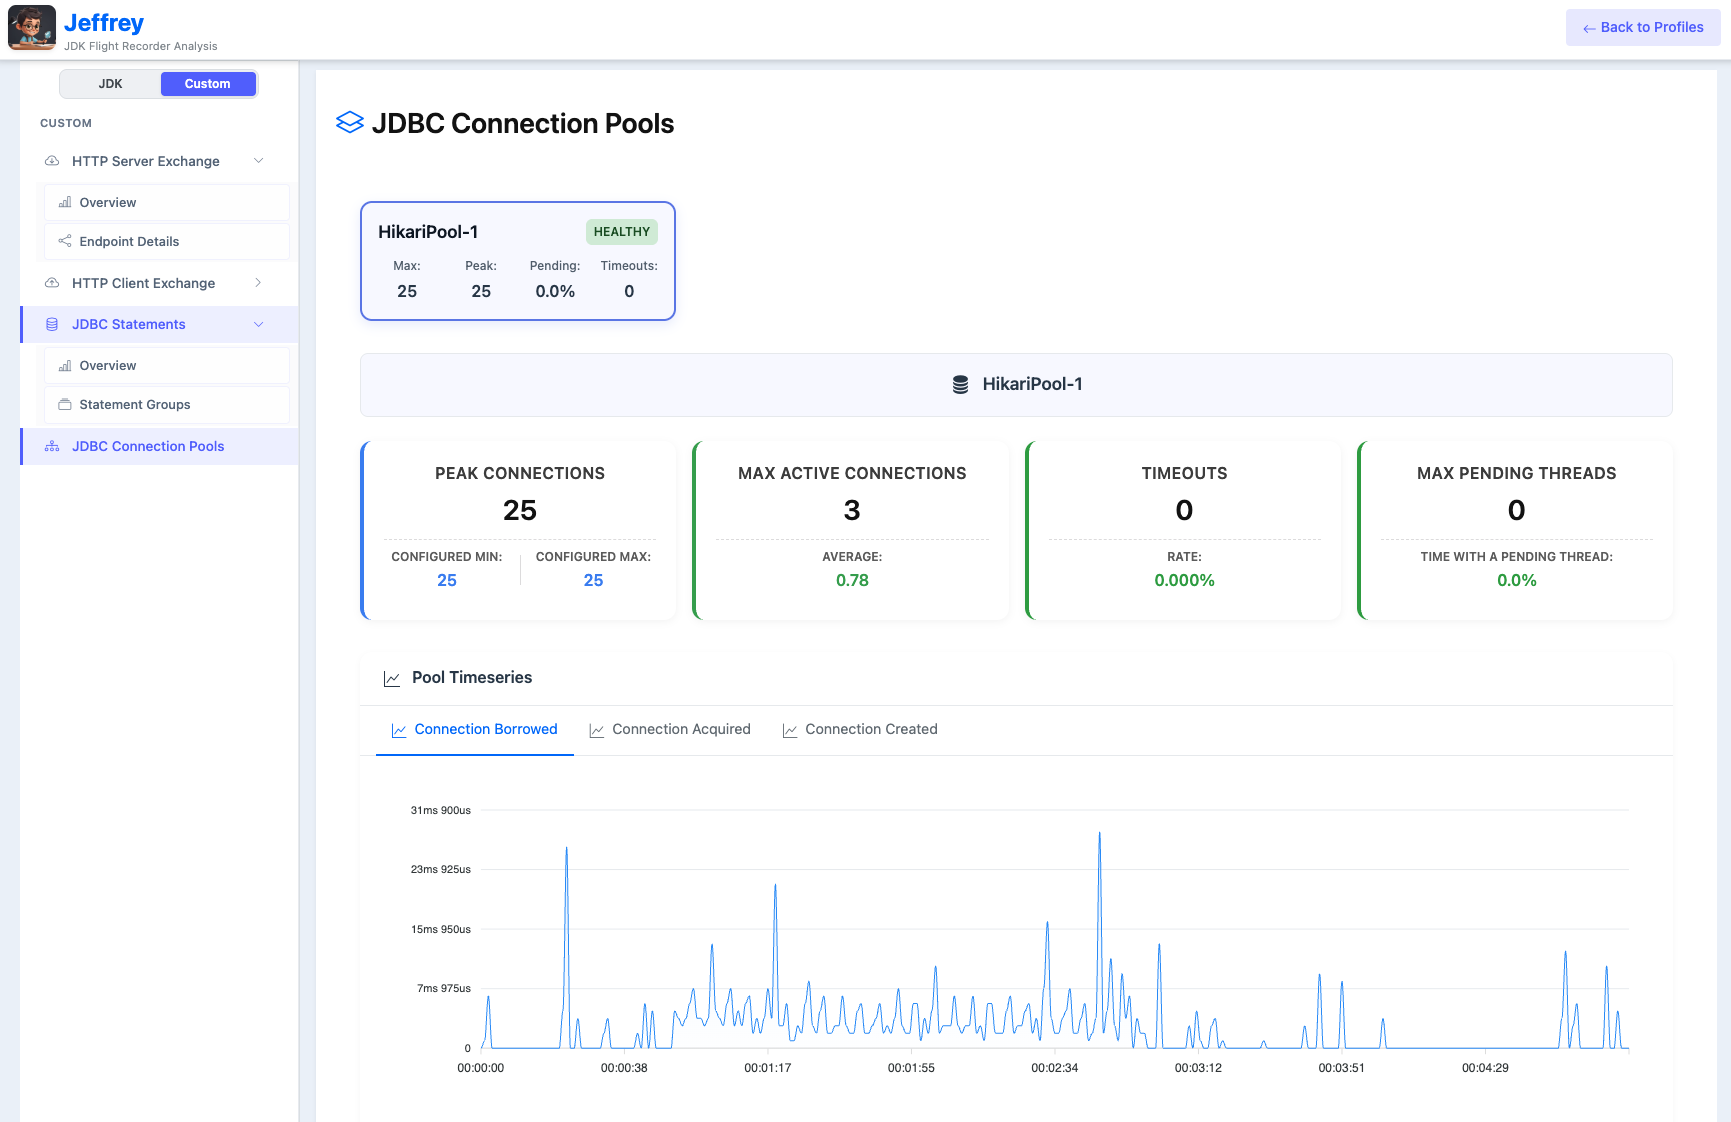 Jeffrey
JDK Flight Recorder Analysis
← Back to Profiles
JDK
Custom
CUSTOM
HTTP Server Exchange
Overview
Endpoint Details
HTTP Client Exchange
JDBC Statements
Overview
Statement Groups
JDBC Connection Pools
JDBC Connection Pools
HikariPool-1
HEALTHY
Max: Peak: Pending: Timeouts:
25 25 0.0% 0
HikariPool-1
PEAK CONNECTIONS
25
CONFIGURED MIN: CONFIGURED MAX:
25 25
MAX ACTIVE CONNECTIONS
3
AVERAGE:
0.78
TIMEOUTS
0
RATE:
0.000%
MAX PENDING THREADS
0
TIME WITH A PENDING THREAD:
0.0%
Pool Timeseries
Connection Borrowed Connection Acquired Connection Created
31ms 900us
23ms 925us
15ms 950us
7ms 975us
0
00:00:00 00:00:38 00:01:17 00:01:55 00:02:34 00:03:12 00:03:51 00:04:29